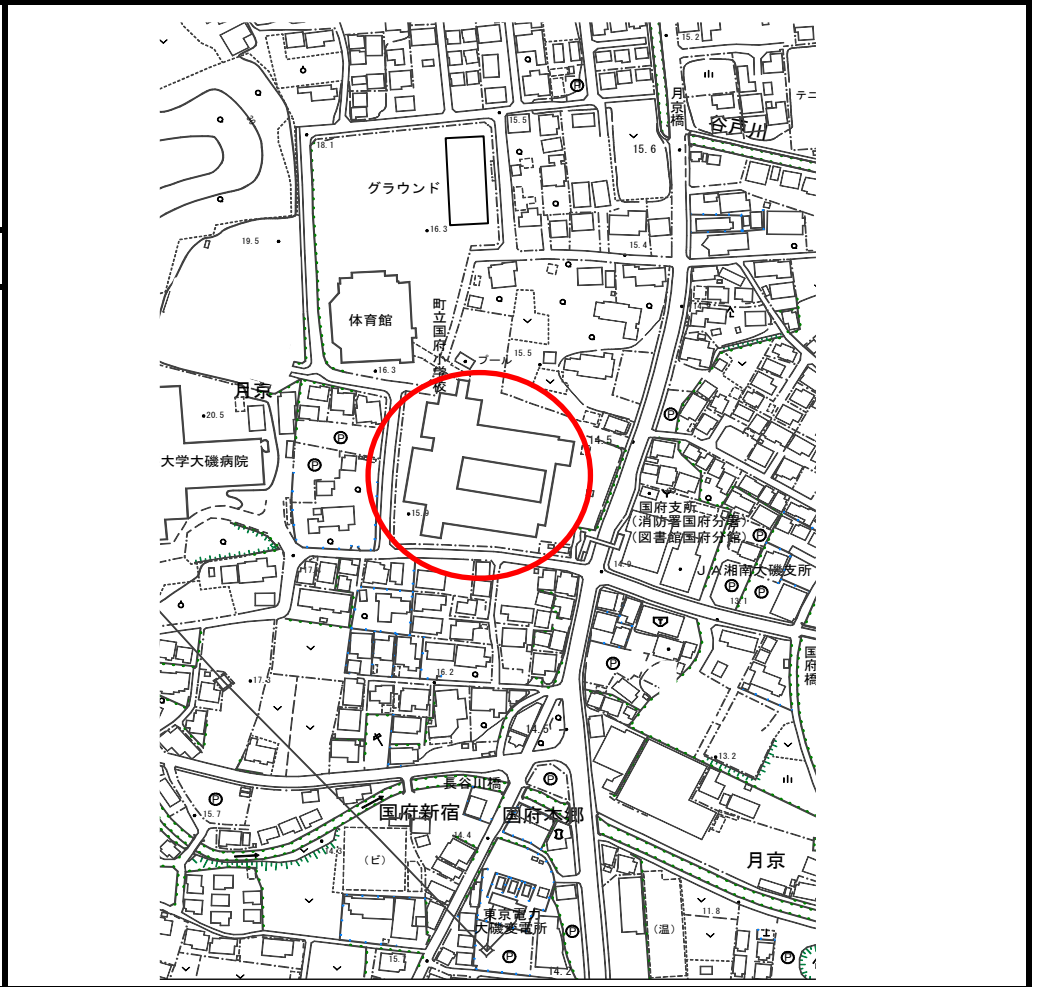 15.2
テニ
月京橋
谷戸川
15.5
15.6
18.1
グラウンド
16.3
19.5
15.4
町立国府小学校
体育館
プール
15.5
16.3
月京
20.5
14.5
大学大磯病院
国府支所
(消防署国府分署)
(図書館国府分館)
15.9
14.9
JA湘南大磯支所
13.1
国府橋
17.3
16.2
14.5
13.2
長谷川橋
国府新宿
国府本郷
15.7
14.4
14.3
(ビ)
月京
東京電力
大磯変電所
(温)
11.8
15.7
14.2
P
P
P
P
P
P
P
P
P
P
P
P
P